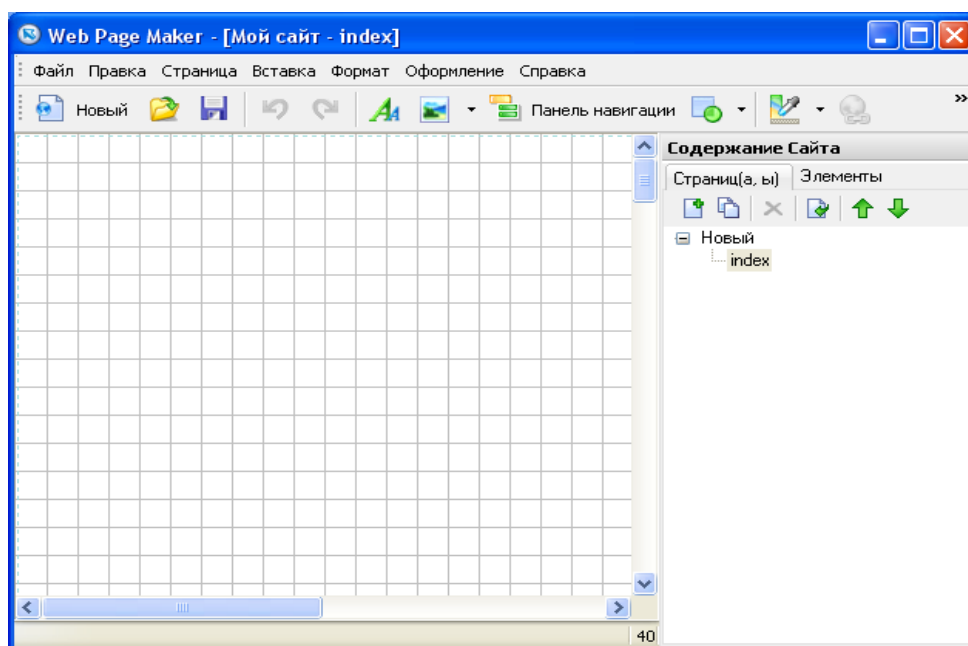 Web Page Maker - [Мой сайт - index]
Файл Правка Страница Вставка Формат Оформление Справка
Новый Панель навигации »
Содержание Сайта
Страниц(а, ы) Элементы
Новый
index
40